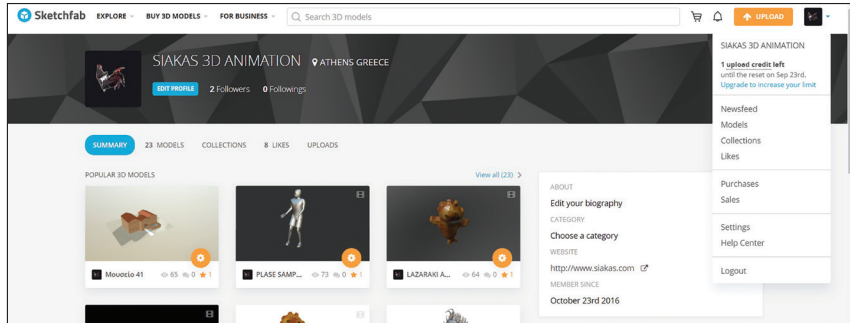 Sketchfab EXPLORE BUY 3D MODELS FOR BUSINESS Search 3D models UPLOAD
SIAKAS 3D ANIMATION
1 upload credit left
until the reset on Sep 23rd.
Upgrade to increase your limit
Newsfeed
Models
Collections
Likes
Purchases
Sales
Settings
Help Center
Logout
SIAKAS 3D ANIMATION ATHENS GREECE
EDIT PROFILE 2 Followers 0 Followings
SUMMARY 23 MODELS COLLECTIONS 8 LIKES UPLOADS
POPULAR 3D MODELS View all (23)
Μουσείο 41 65 0 1
PLASE SAMP... 73 0 1
LAZARAKI A... 64 0 1
ABOUT
Edit your biography
CATEGORY
Choose a category
WEBSITE
http://www.siakas.com
MEMBER SINCE
October 23rd 2016